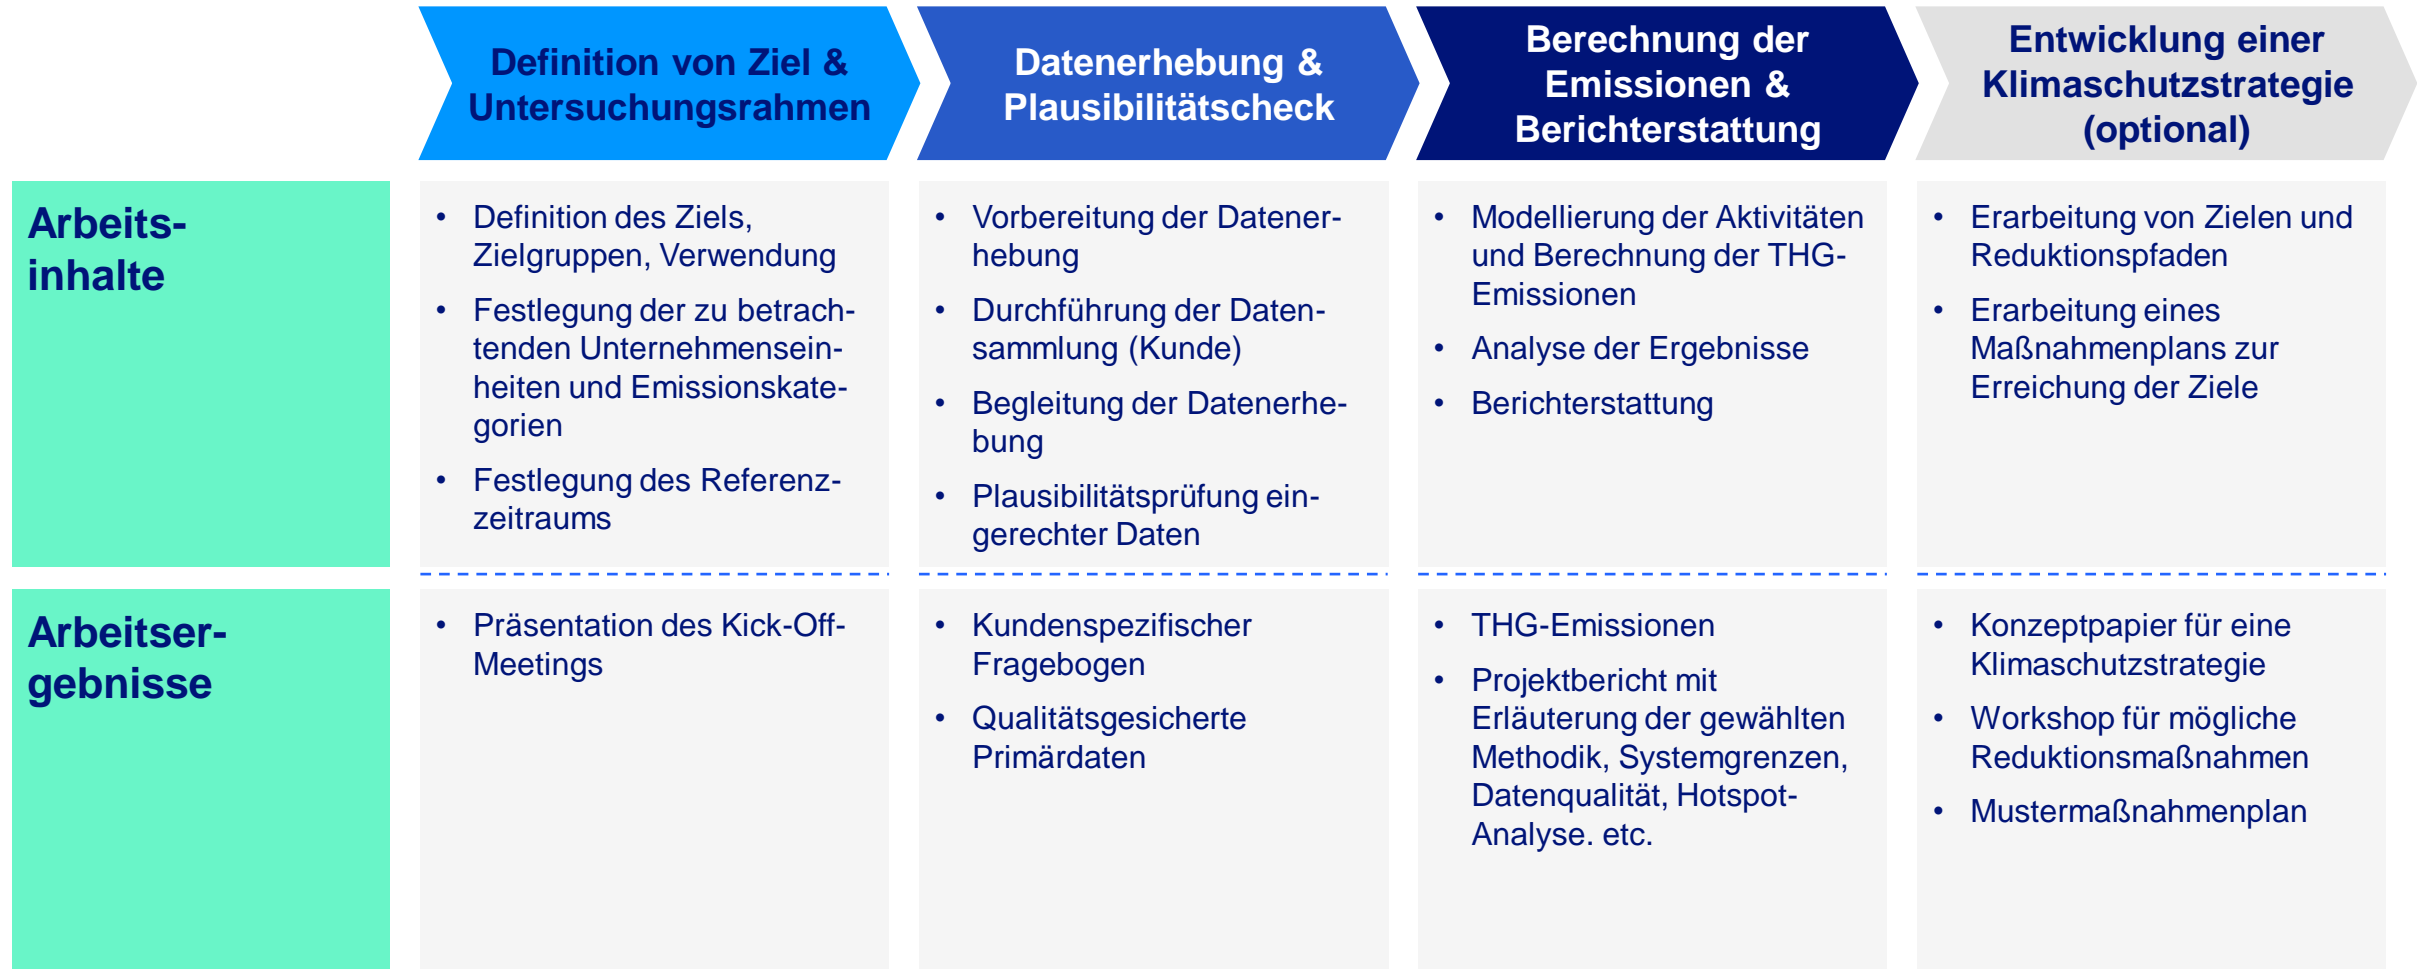 Definition von Ziel &
Untersuchungsrahmen
Datenerhebung &
Plausibilitätscheck
Berechnung der
Emissionen &
Berichterstattung
Entwicklung einer
Klimaschutzstrategie
(optional)
Arbeits-
inhalte
• Definition des Ziels,
Zielgruppen, Verwendung
• Festlegung der zu betrach-
tenden Unternehmensein-
heiten und Emissionskate-
gorien
• Festlegung des Referenz-
zeitraums
• Vorbereitung der Datener-
hebung
• Durchführung der Daten-
sammlung (Kunde)
• Begleitung der Datenerhe-
bung
• Plausibilitätsprüfung ein-
gerechter Daten
• Modellierung der Aktivitäten
und Berechnung der THG-
Emissionen
• Analyse der Ergebnisse
• Berichterstattung
• Erarbeitung von Zielen und
Reduktionspfaden
• Erarbeitung eines
Maßnahmenplans zur
Erreichung der Ziele
Arbeitser-
gebnisse
• Präsentation des Kick-Off-
Meetings
• Kundenspezifischer
Fragebogen
• Qualitätsgesicherte
Primärdaten
• THG-Emissionen
• Projektbericht mit
Erläuterung der gewählten
Methodik, Systemgrenzen,
Datenqualität, Hotspot-
Analyse. etc.
• Konzeptpapier für eine
Klimaschutzstrategie
• Workshop für mögliche
Reduktionsmaßnahmen
• Mustermaßnahmenplan